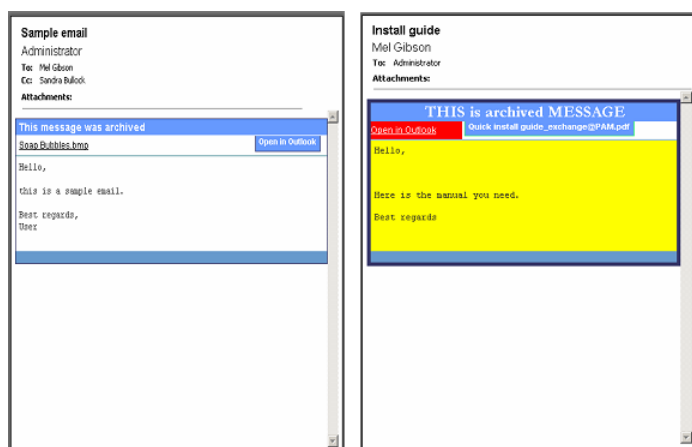 Sample email
Administrator
To: Mel Gibson
Cc: Sandra Bullock
Attachments:
This message was archived
Soap Bubbles.bmp
Open in Outlook
Hello,
this is a sample email.
Best regards,
User
Install guide
Mel Gibson
To: Administrator
Attachments:
THIS is archived MESSAGE
Open in Outlook
Quick install guide_exchange@PAM.pdf
Hello,
Here is the manual you need.
Best regards